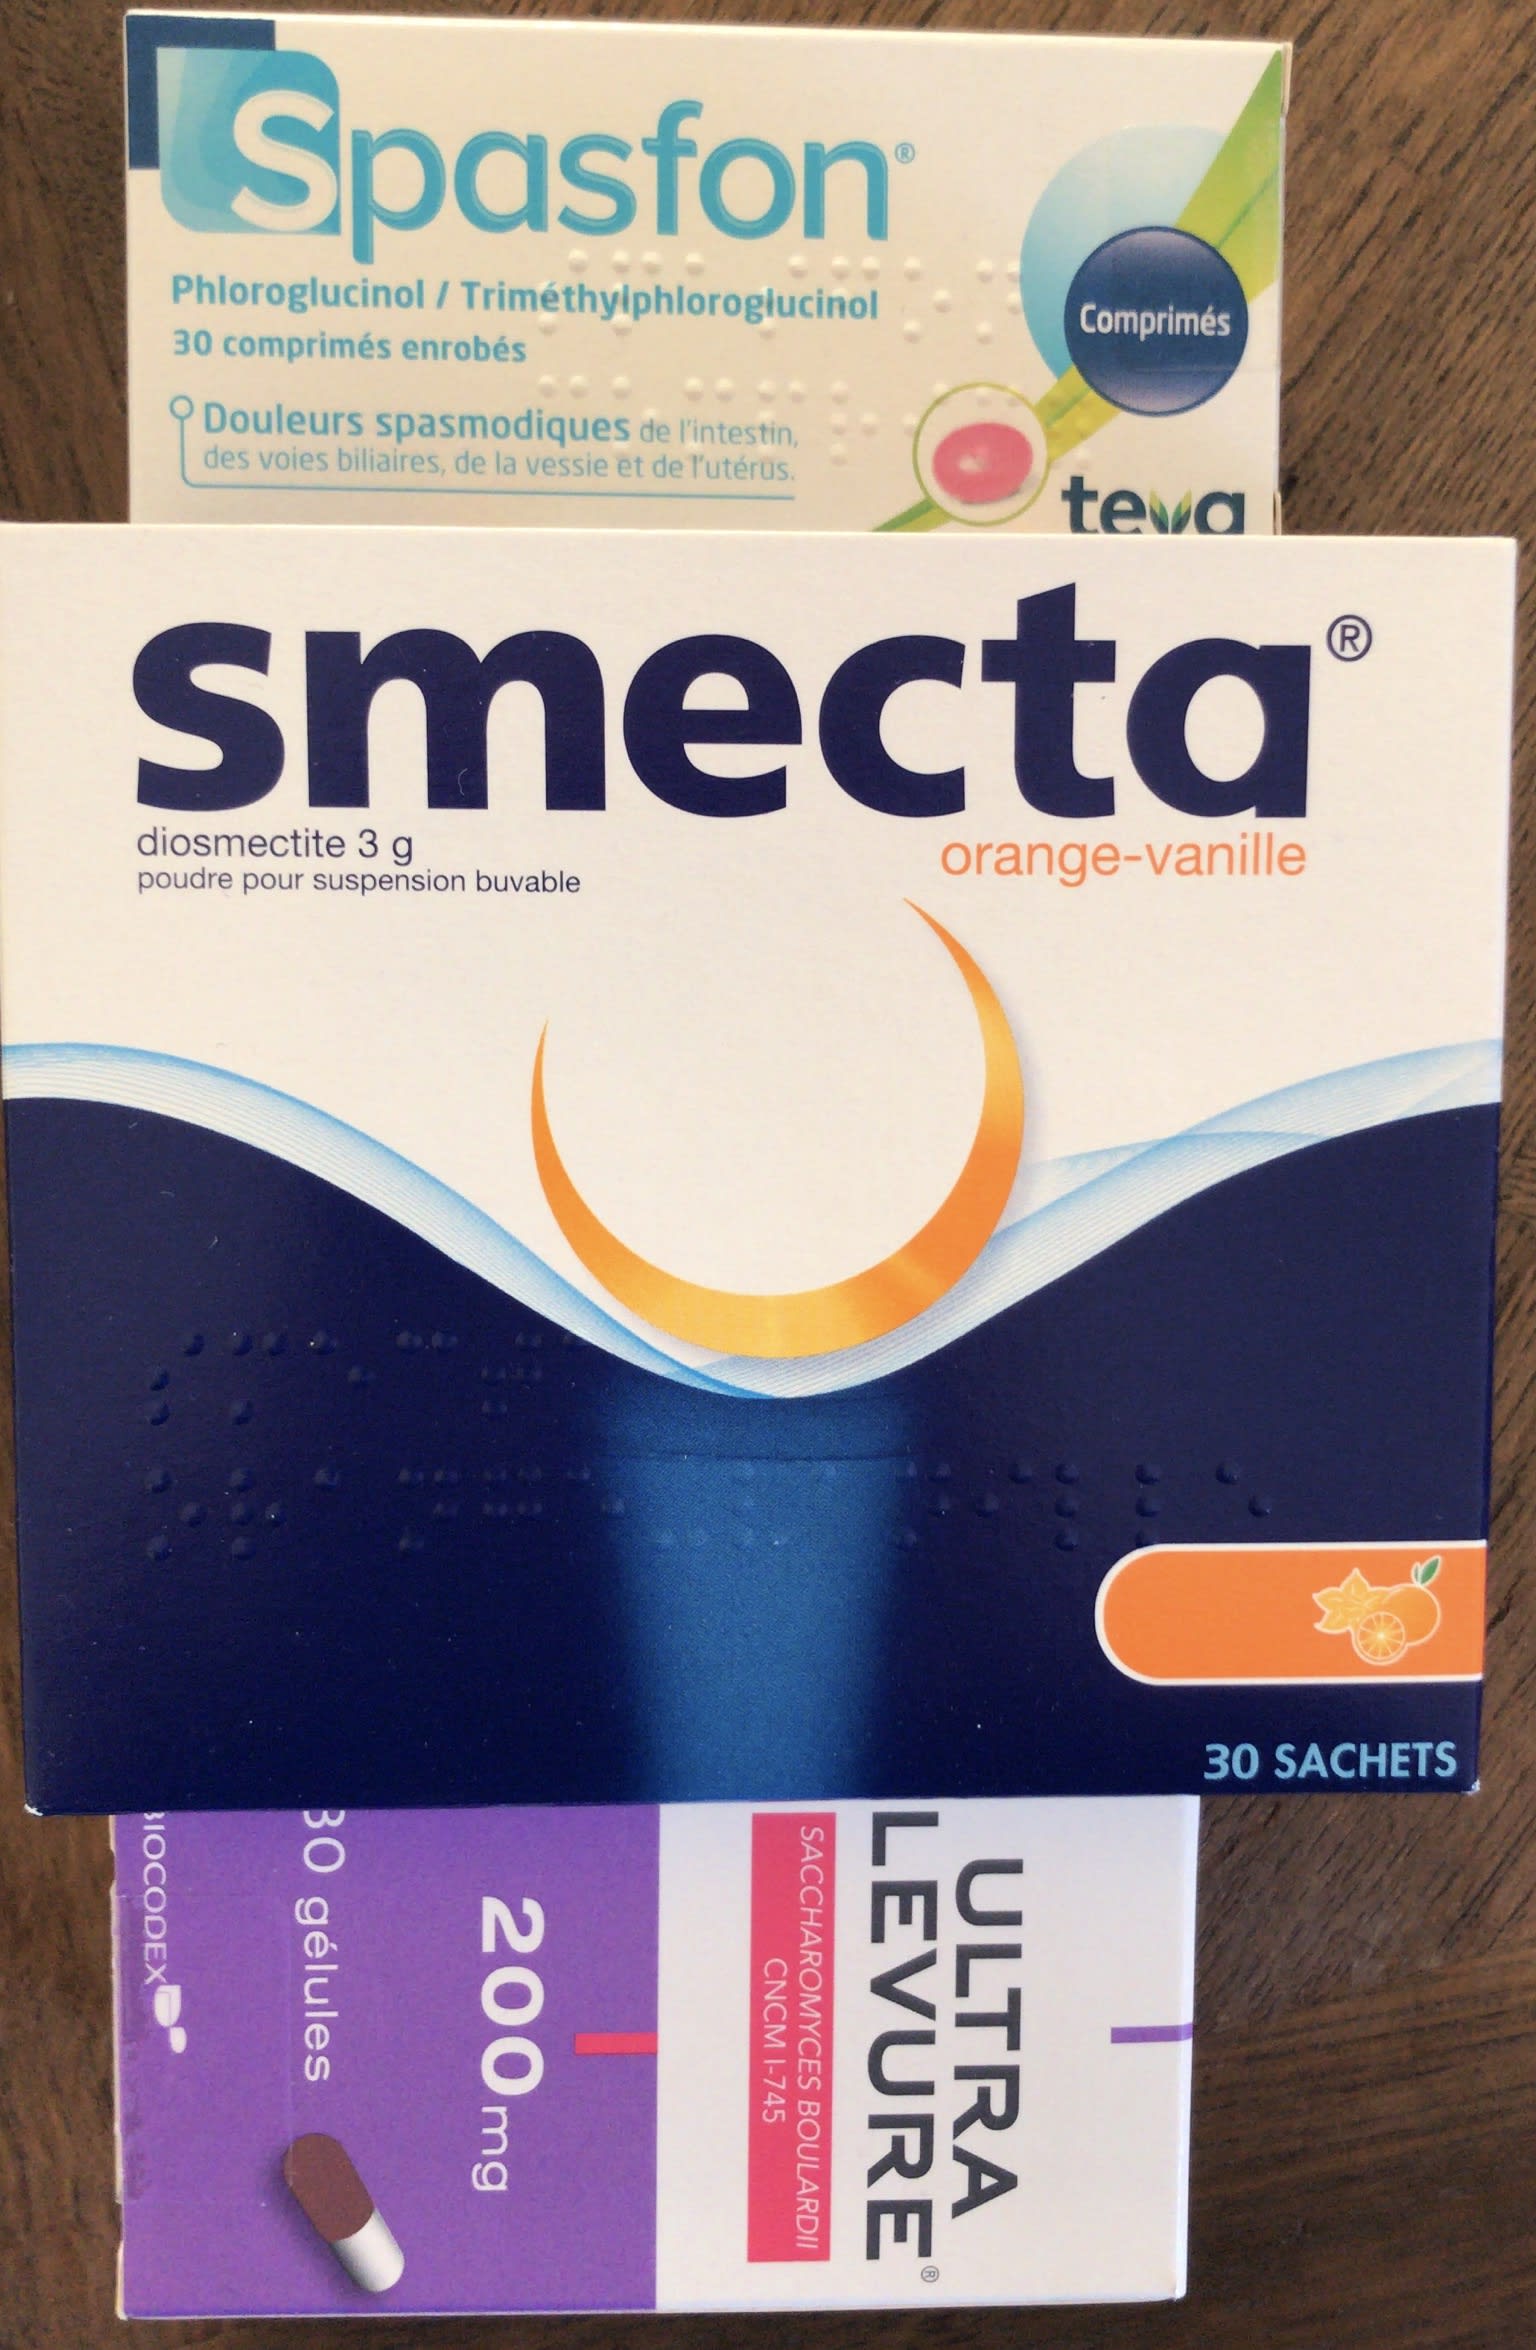 Spasfon®
Phloroglucinol / Triméthylphloroglucinol
30 comprimés enrobés
Comprimés
Douleurs spasmodiques de l'intestin,
des voies biliaires, de la vessie et de l'utérus.
teva
smecta®
diosmectite 3 g
poudre pour suspension buvable
orange-vanille
30 SACHETS
ULTRA
LEVURE®
SACCHAROMYCES BOULARDII
CNCM I-745
200mg
30 gélules
BIOCODEX